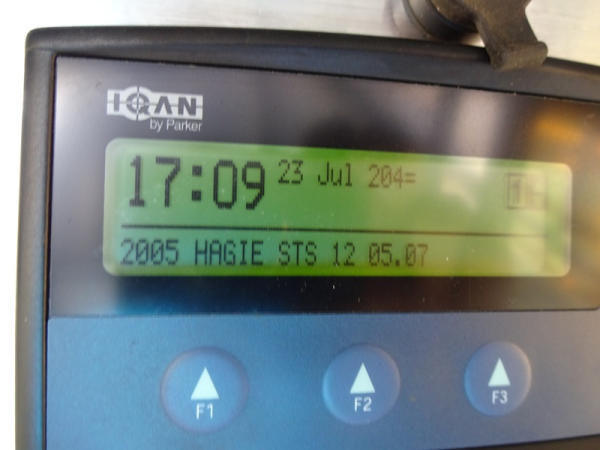 IQAN
by Parker
17:09 23 Jul 204=
2005 HAGIE STS 12 05.07
F1 F2 F3